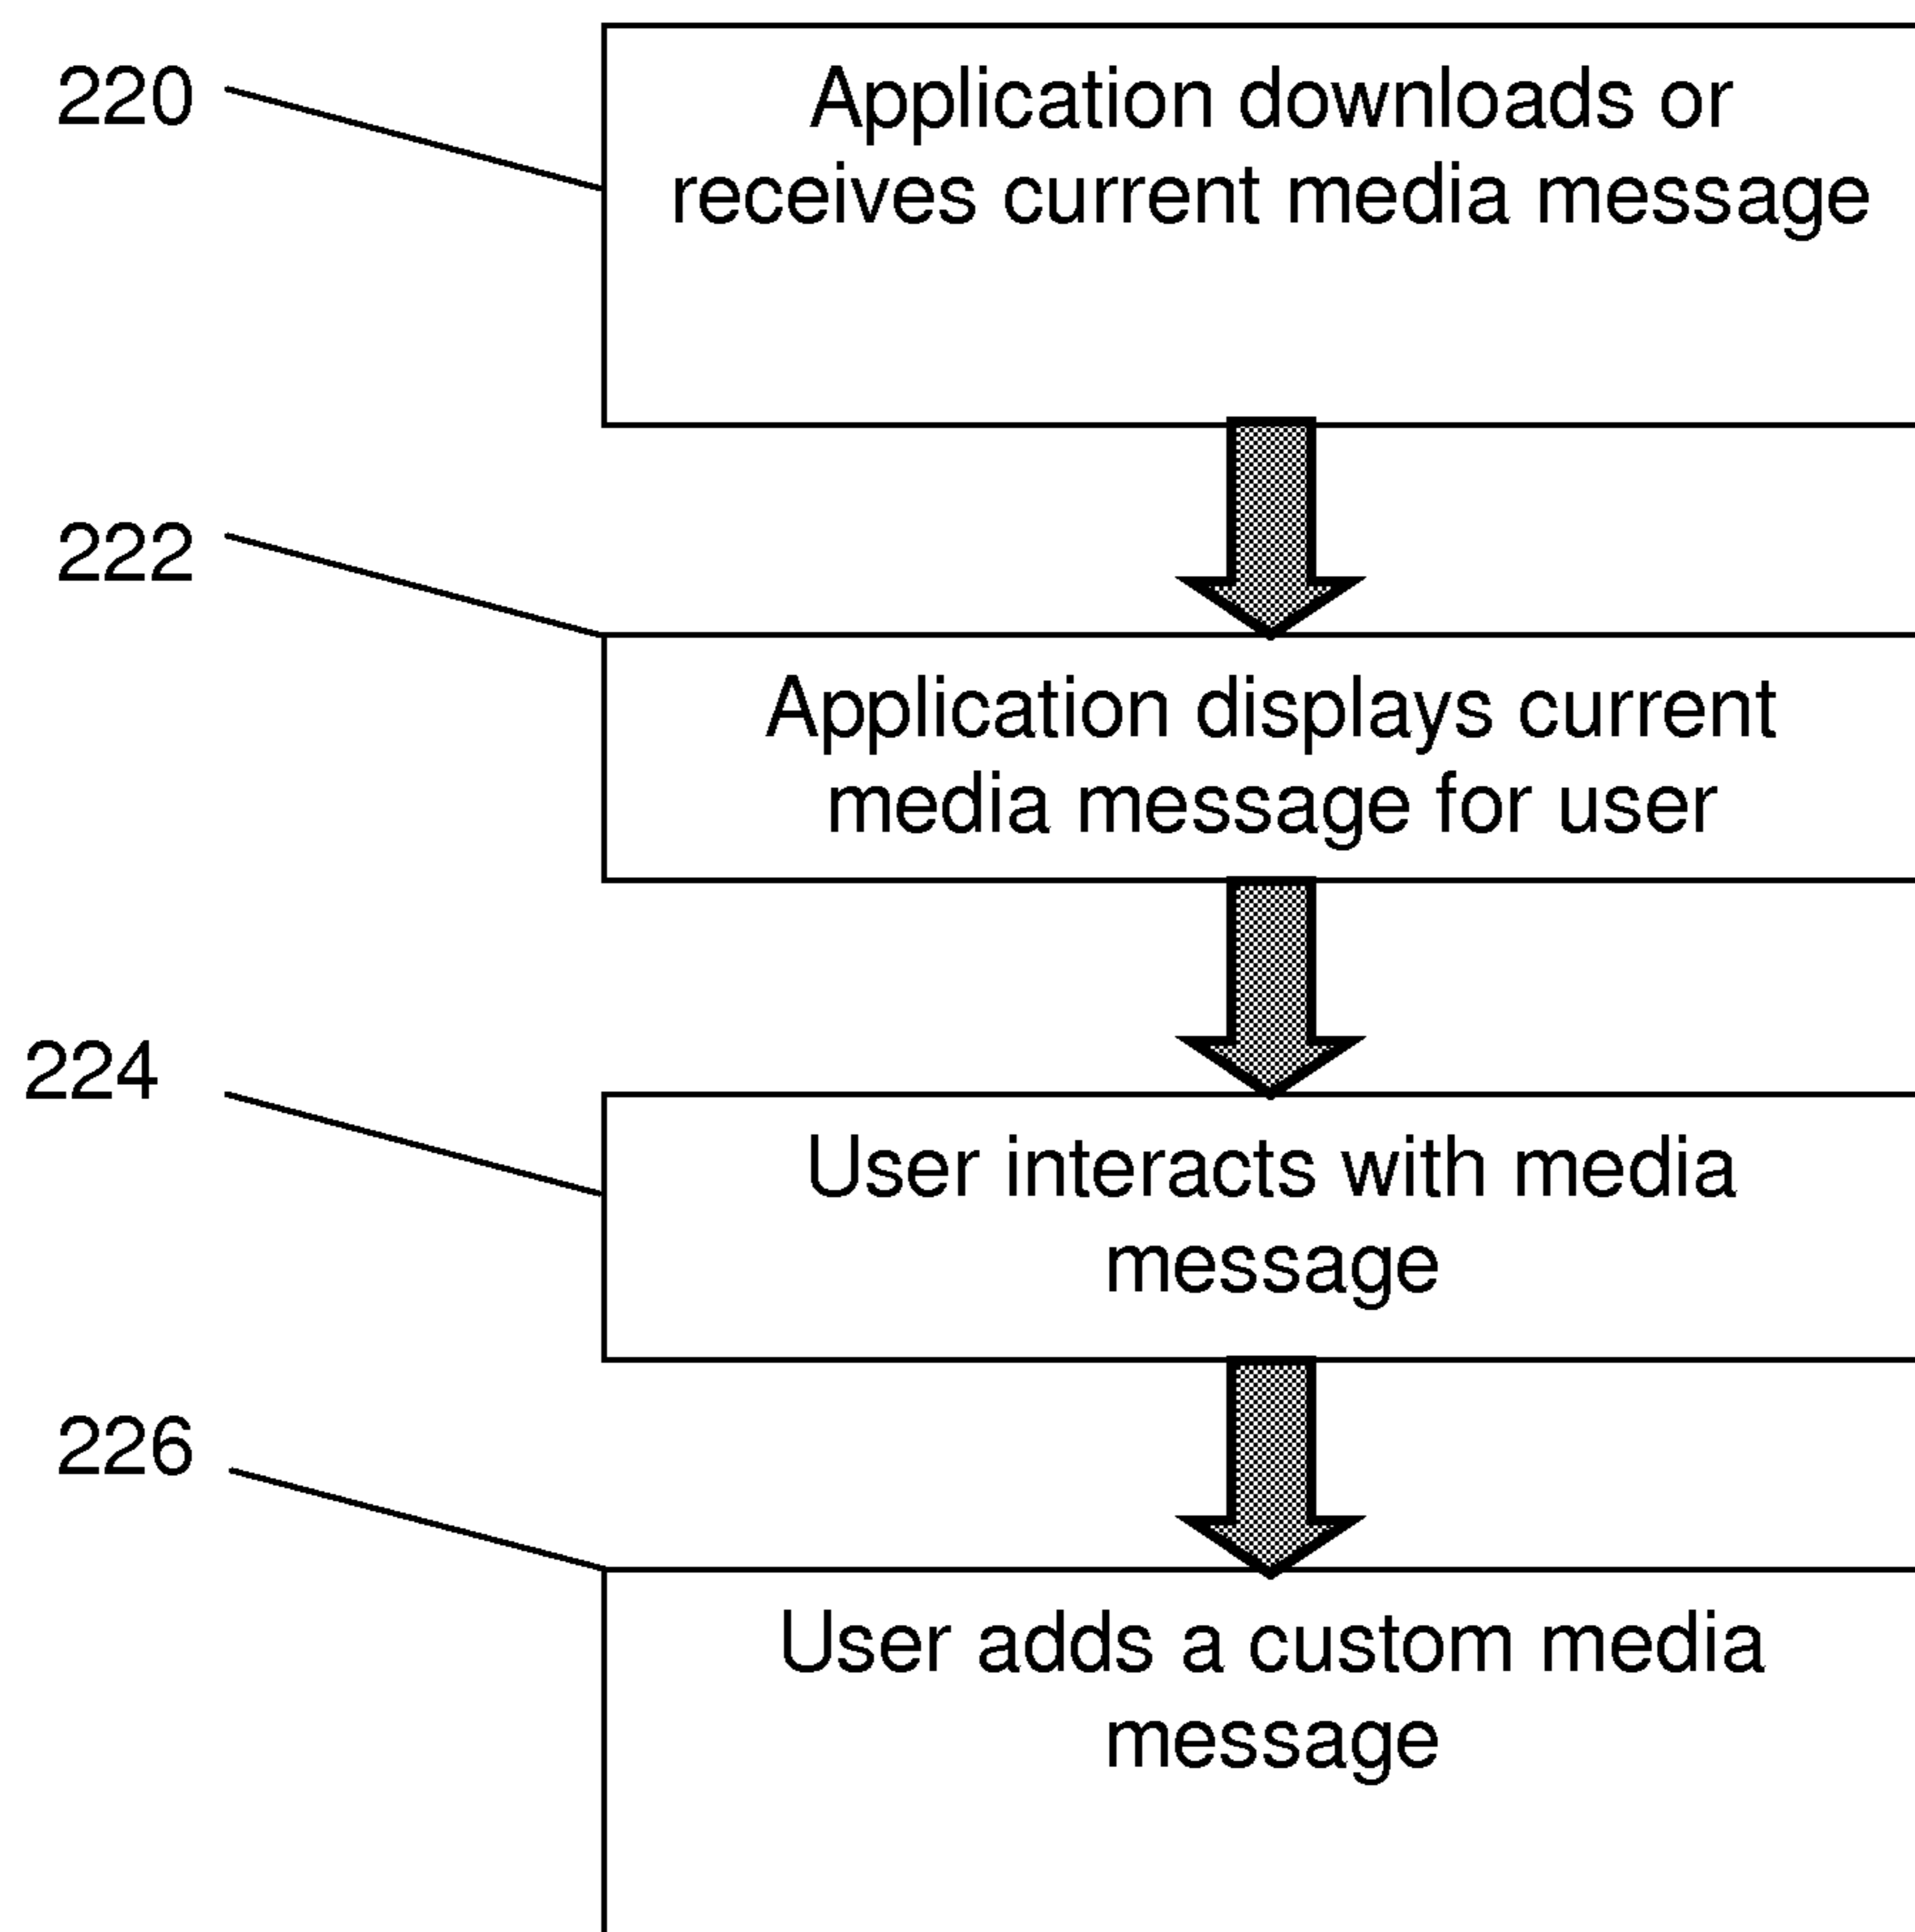 220
Application downloads or
receives current media message
222
Application displays current
media message for user
224
User interacts with media
message
226
User adds a custom media
message